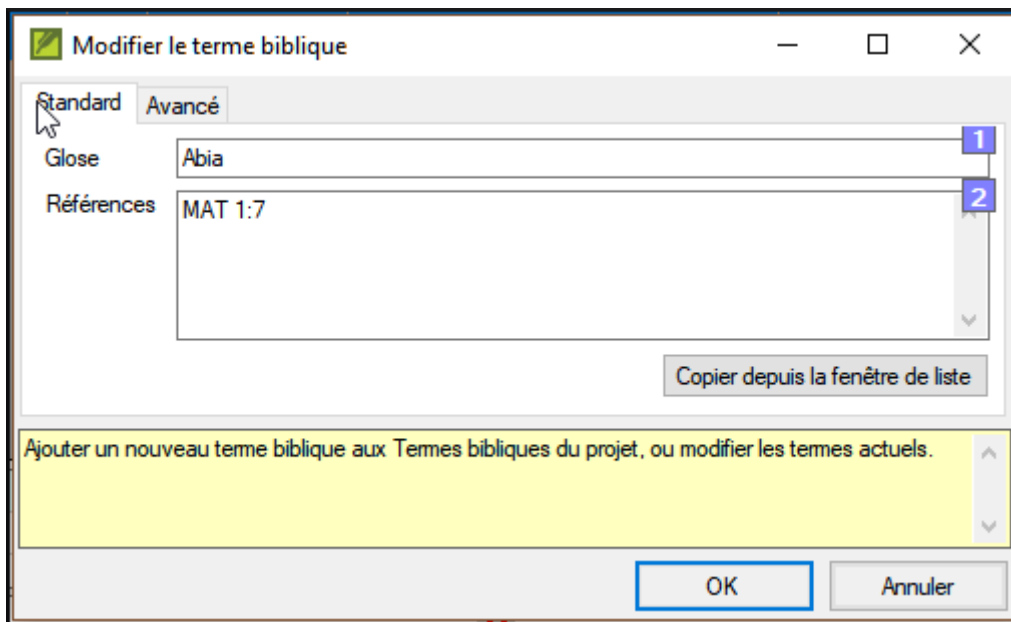 Modifier le terme biblique
Standard Avancé
Glose Abia 1
Références MAT 1:7 2
Copier depuis la fenêtre de liste
Ajouter un nouveau terme biblique aux Termes bibliques du projet, ou modifier les termes actuels.
OK Annuler